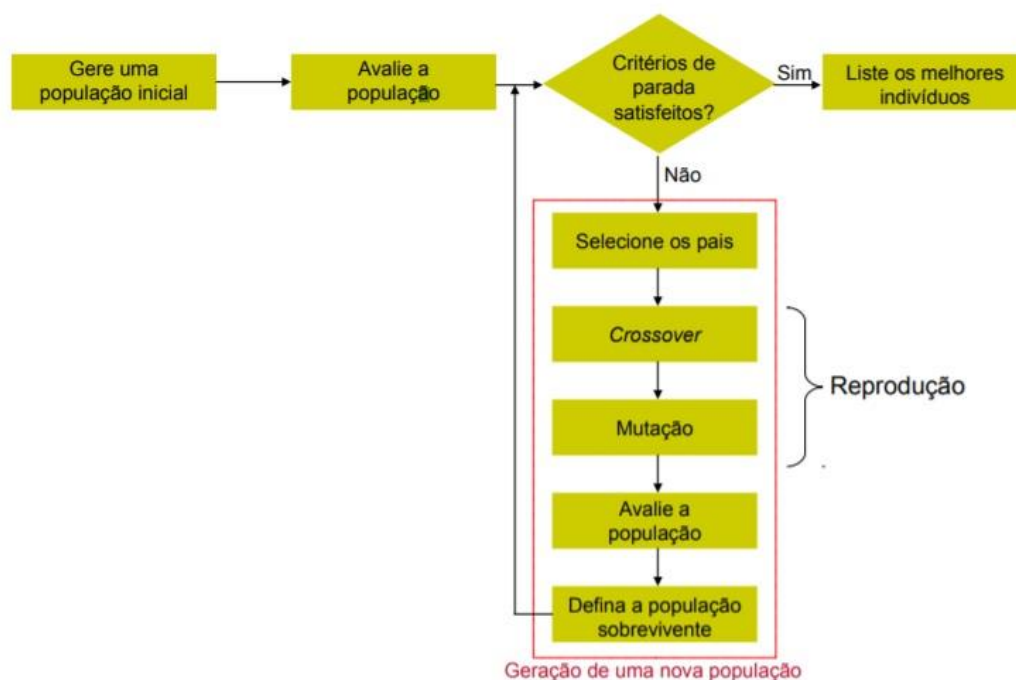 Gere uma
população inicial
Avalie a
população
Critérios de
parada
satisfeitos?
Sim
Liste os melhores
indivíduos
Não
Selecione os pais
Crossover
Mutação
Reprodução
Avalie a
população
Defina a população
sobrevivente
Geração de uma nova população